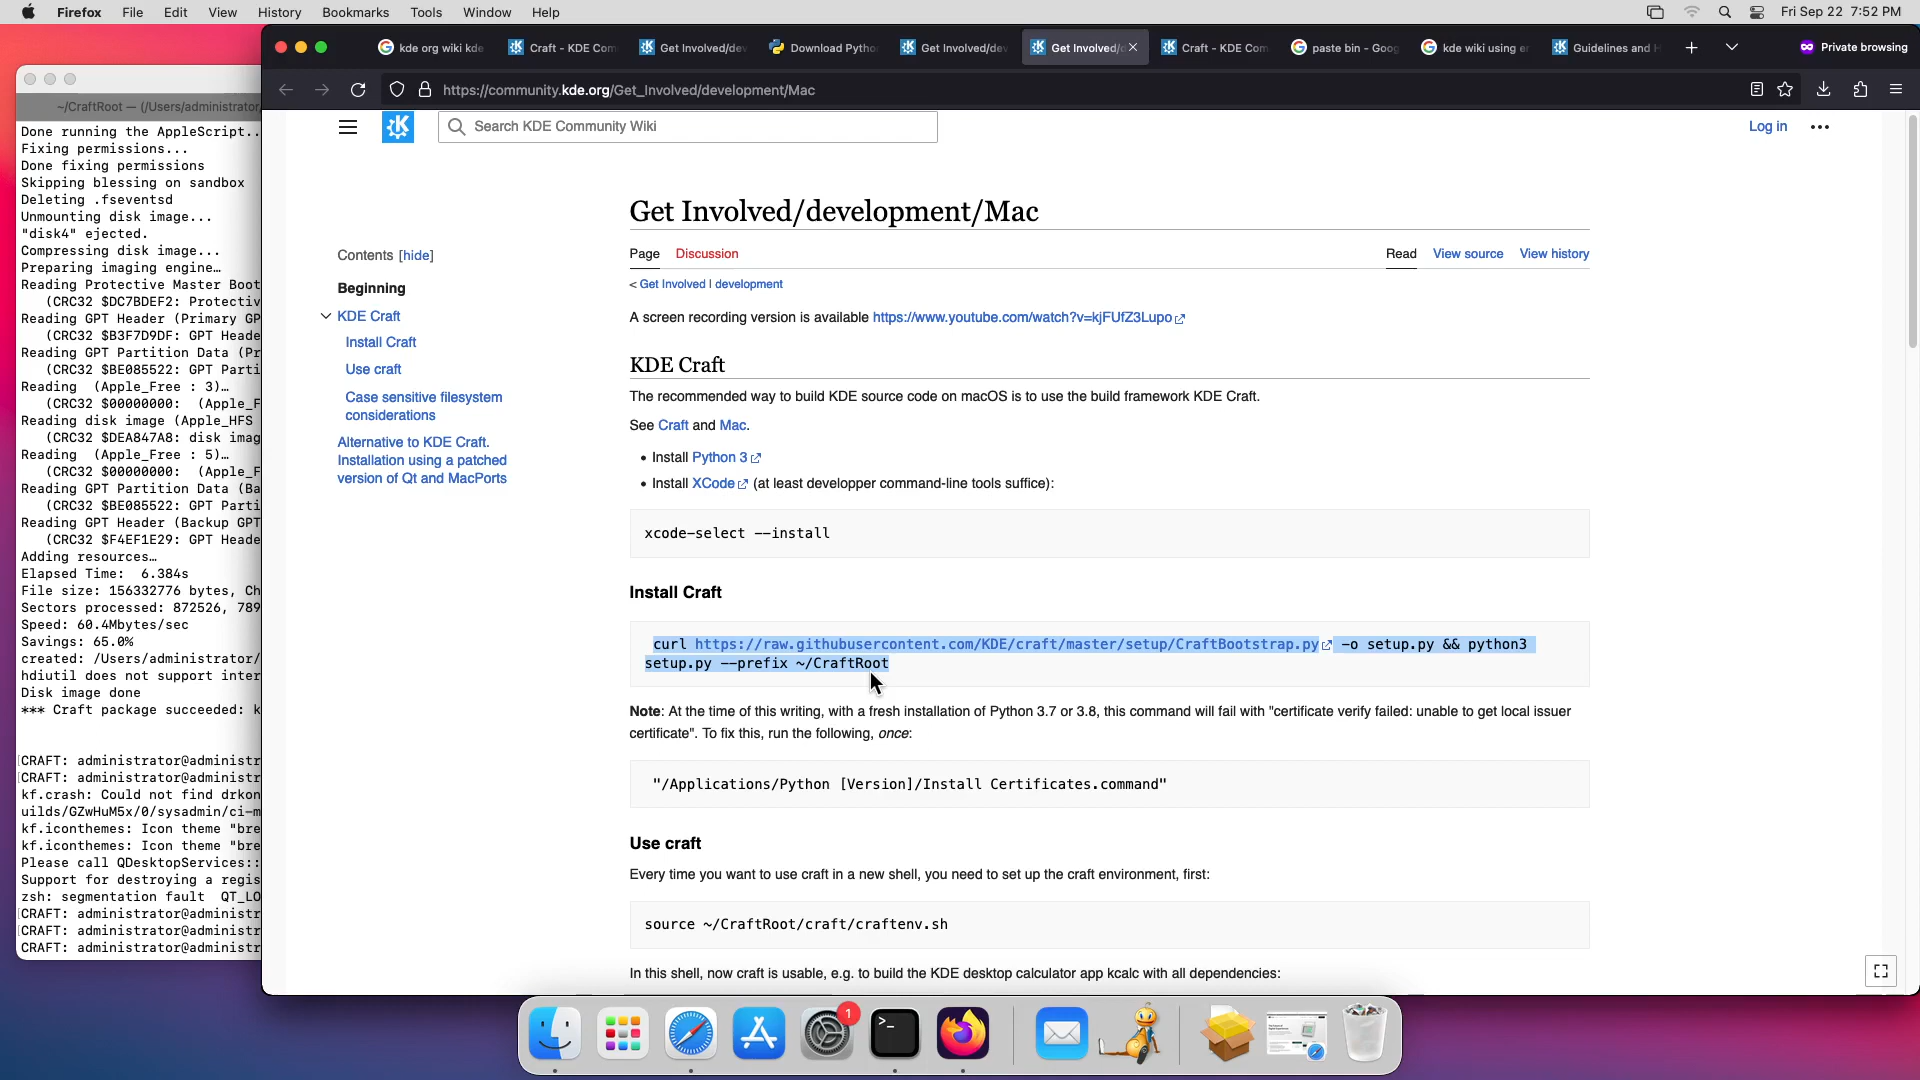 Firefox File Edit View History Bookmarks Tools Window Help
Fri Sep 22 7:52 PM
kde org wiki kde
Craft - KDE Com
Get Involved/dev
Download Pytho
Get Involved/dev
Get Involved/d
Craft - KDE Com
paste bin - Goog
kde wiki using
Guidelines and H
Private browsing
https://community.kde.org/Get_Involved/development/Mac
~/CraftRoot — (/Users/administrator
Done running the AppleScript..
Fixing permissions...
Done fixing permissions
Skipping blessing on sandbox
Deleting .fseventsd
Unmounting disk image...
"disk4" ejected.
Compressing disk image...
Preparing imaging engine…
Reading Protective Master Boot
(CRC32 $DC7BDEF2: Protectiv
Reading GPT Header (Primary GP
(CRC32 $B3F7D9DF: GPT Heade
Reading GPT Partition Data (Pr
(CRC32 $BE085522: GPT Parti
Reading (Apple_Free : 3)…
(CRC32 $00000000: (Apple_F
Reading disk image (Apple_HFS
(CRC32 $DEA847A8: disk imag
Reading (Apple_Free : 5)…
(CRC32 $00000000: (Apple_F
Reading GPT Partition Data (Ba
(CRC32 $BE085522: GPT Parti
Reading GPT Header (Backup GPT
(CRC32 $F4EF1E29: GPT Heade
Adding resources…
Elapsed Time: 6.384s
File size: 156332776 bytes, Ch
Sectors processed: 872526, 789
Speed: 60.4Mbytes/sec
Savings: 65.0%
created: /Users/administrator/
hdiutil does not support inter
Disk image done
*** Craft package succeeded: k
[CRAFT: administrator@administr
[CRAFT: administrator@administr
kf.crash: Could not find drkon
uilds/GZwHuM5x/0/sysadmin/ci-m
kf.iconthemes: Icon theme "bre
kf.iconthemes: Icon theme "bre
Please call QDesktopServices::
Support for destroying a regis
zsh: segmentation fault QT_LO
[CRAFT: administrator@administr
[CRAFT: administrator@administr
CRAFT: administrator@administr
Search KDE Community Wiki
Log in
Contents [hide]
Beginning
KDE Craft
Install Craft
Use craft
Case sensitive filesystem
considerations
Alternative to KDE Craft.
Installation using a patched
version of Qt and MacPorts
Get Involved/development/Mac
Page Discussion
Read View source View history
< Get Involved | development
A screen recording version is available https://www.youtube.com/watch?v=kjFUfZ3Lupo
KDE Craft
The recommended way to build KDE source code on macOS is to use the build framework KDE Craft.
See Craft and Mac.
• Install Python 3
• Install XCode (at least developper command-line tools suffice):
xcode-select --install
Install Craft
curl https://raw.githubusercontent.com/KDE/craft/master/setup/CraftBootstrap.py -o setup.py && python3
setup.py --prefix ~/CraftRoot
Note: At the time of this writing, with a fresh installation of Python 3.7 or 3.8, this command will fail with "certificate verify failed: unable to get local issuer
certificate". To fix this, run the following, once:
"/Applications/Python [Version]/Install Certificates.command"
Use craft
Every time you want to use craft in a new shell, you need to set up the craft environment, first:
source ~/CraftRoot/craft/craftenv.sh
In this shell, now craft is usable, e.g. to build the KDE desktop calculator app kcalc with all dependencies:
1